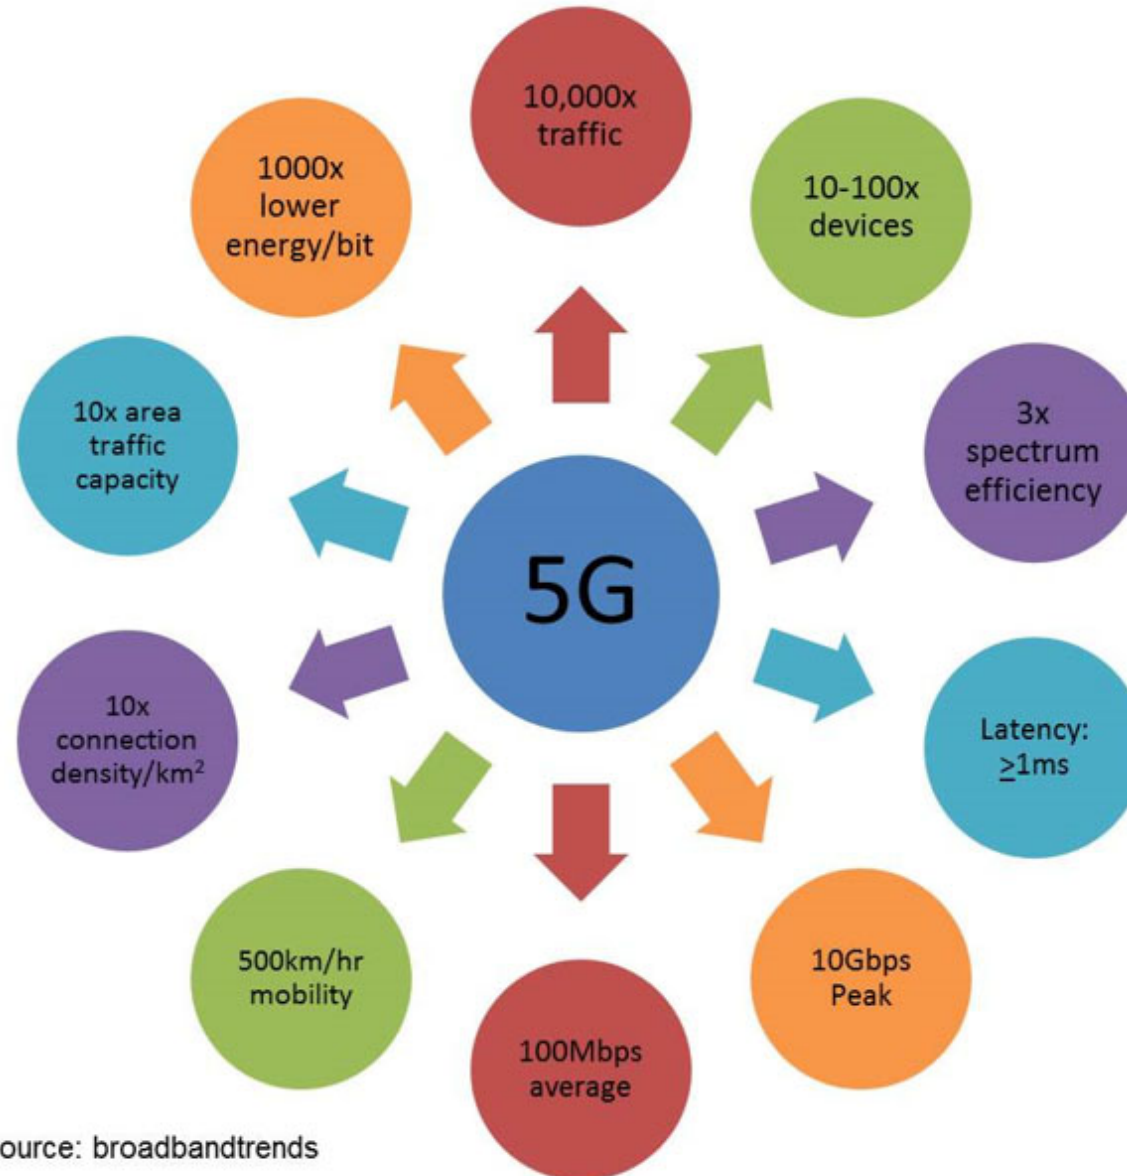 10,000x
traffic
10-100x
devices
3x
spectrum
efficiency
Latency:
≥1ms
10Gbps
Peak
100Mbps
average
500km/hr
mobility
10x
connection
density/km²
10x area
traffic
capacity
1000x
lower
energy/bit
5G
ource: broadbandtrends